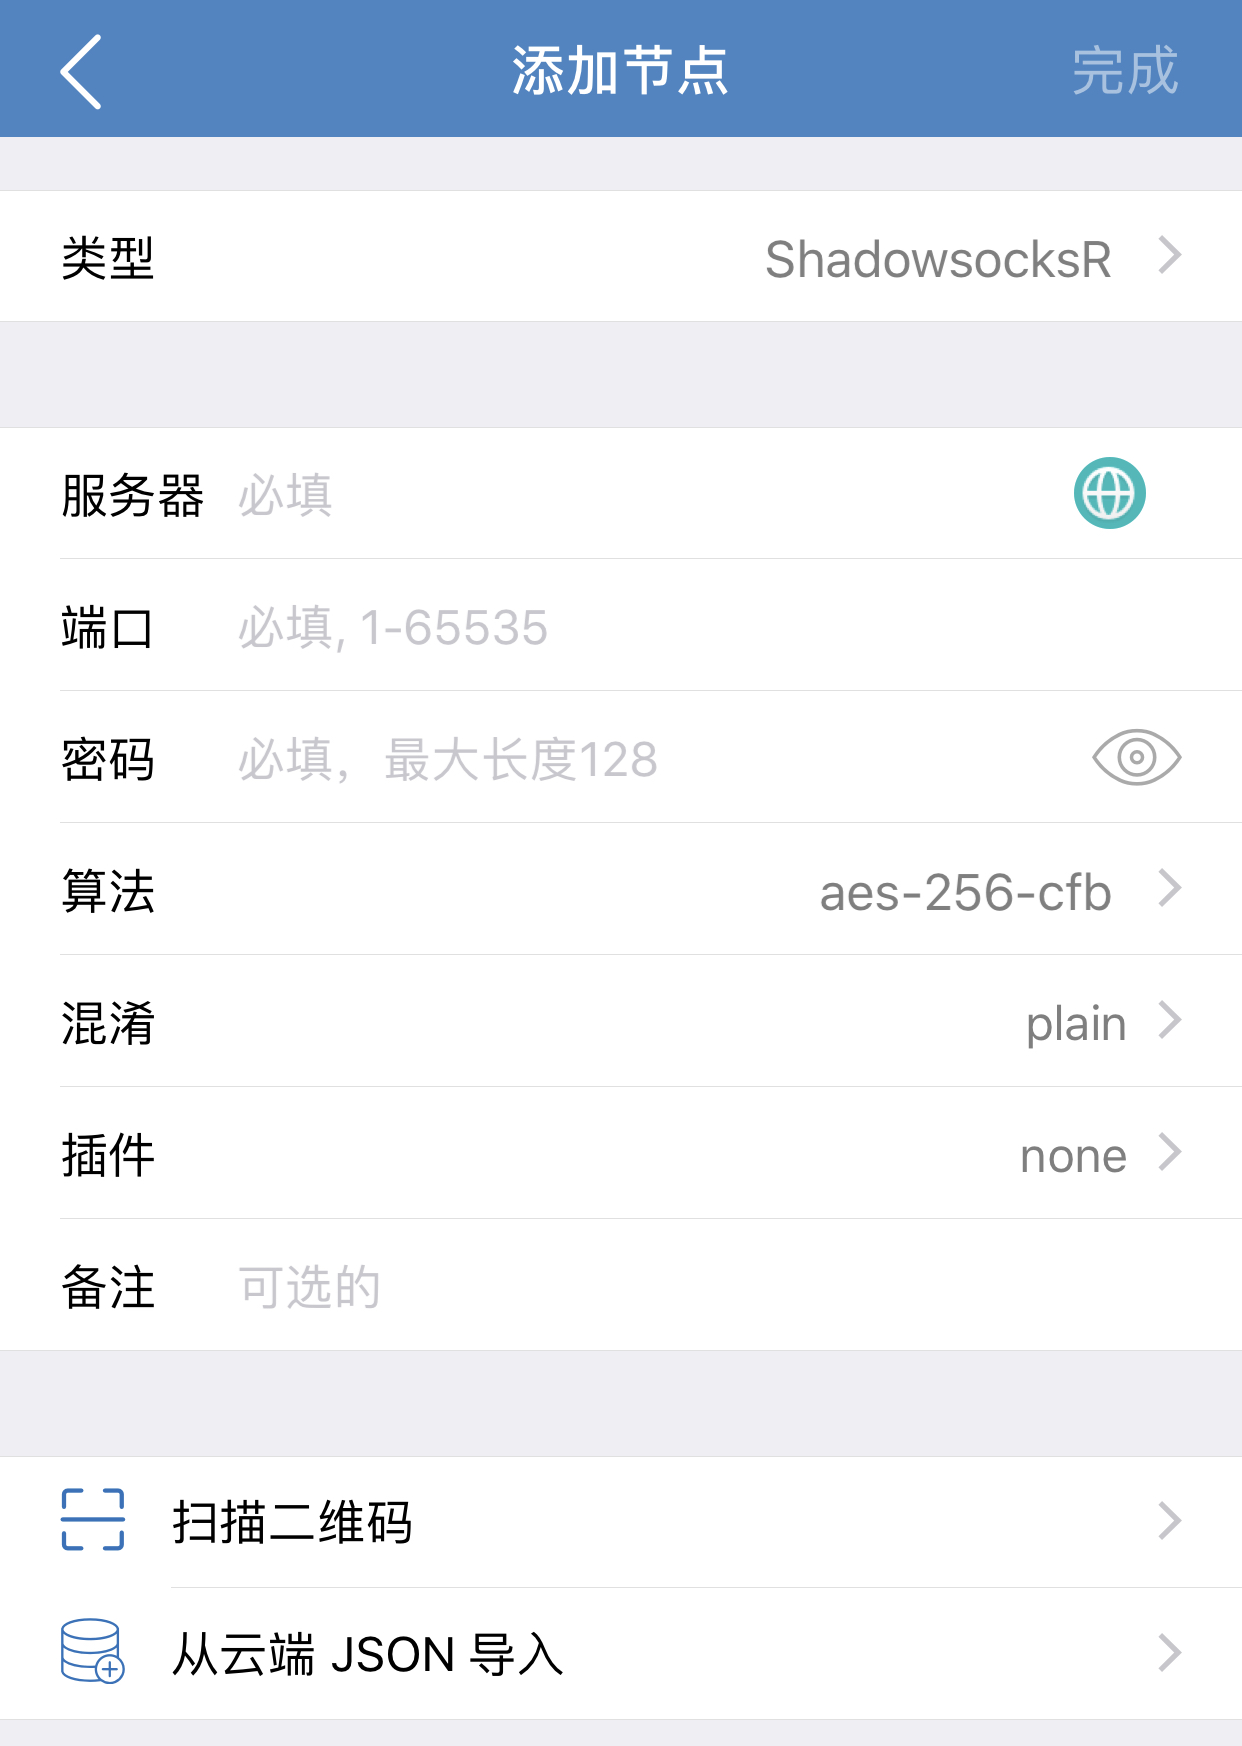 添加节点
完成
类型 ShadowsocksR
服务器 必填
端口 必填, 1-65535
密码 必填，最大长度128
算法 aes-256-cfb
混淆 plain
插件 none
备注 可选的
扫描二维码
从云端 JSON 导入